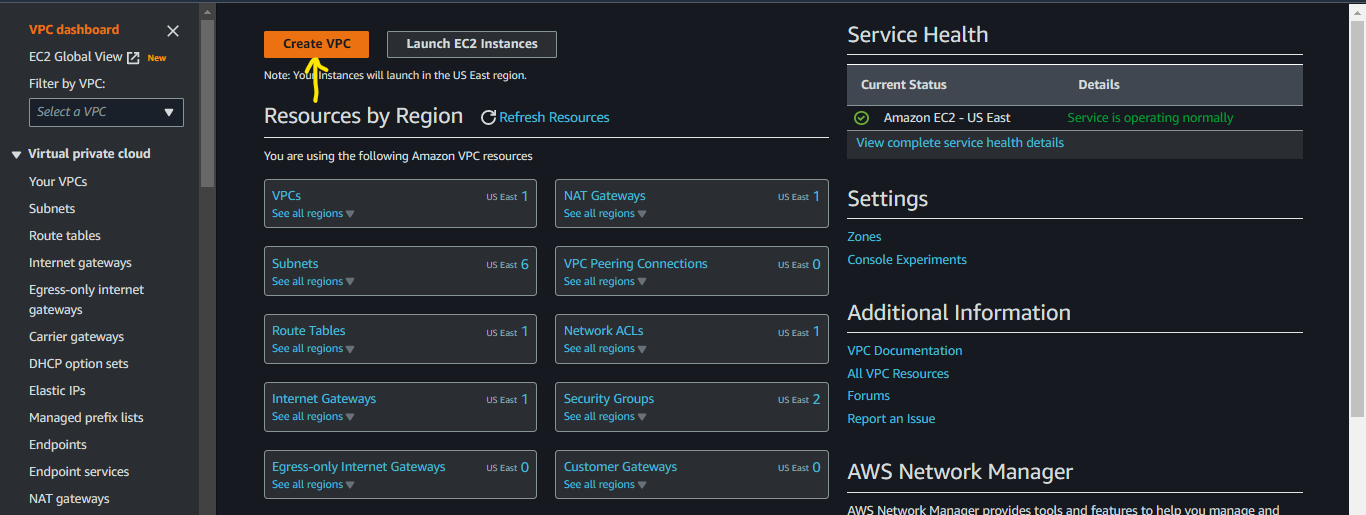 VPC dashboard
EC2 Global View New
Filter by VPC:
Select a VPC
Virtual private cloud
Your VPCs
Subnets
Route tables
Internet gateways
Egress-only internet
gateways
Carrier gateways
DHCP option sets
Elastic IPs
Managed prefix lists
Endpoints
Endpoint services
NAT gateways
Create VPC
Launch EC2 Instances
Note: Your Instances will launch in the US East region.
Resources by Region Refresh Resources
You are using the following Amazon VPC resources
VPCs US East 1
See all regions
NAT Gateways US East 1
See all regions
Subnets US East 6
See all regions
VPC Peering Connections US East 0
See all regions
Route Tables US East 1
See all regions
Network ACLs US East 1
See all regions
Internet Gateways US East 1
See all regions
Security Groups US East 2
See all regions
Egress-only Internet Gateways US East 0
See all regions
Customer Gateways US East 0
See all regions
Service Health
Current Status Details
Amazon EC2 - US East Service is operating normally
View complete service health details
Settings
Zones
Console Experiments
Additional Information
VPC Documentation
All VPC Resources
Forums
Report an Issue
AWS Network Manager
AWS Network Manager provides tools and features to help you manage and